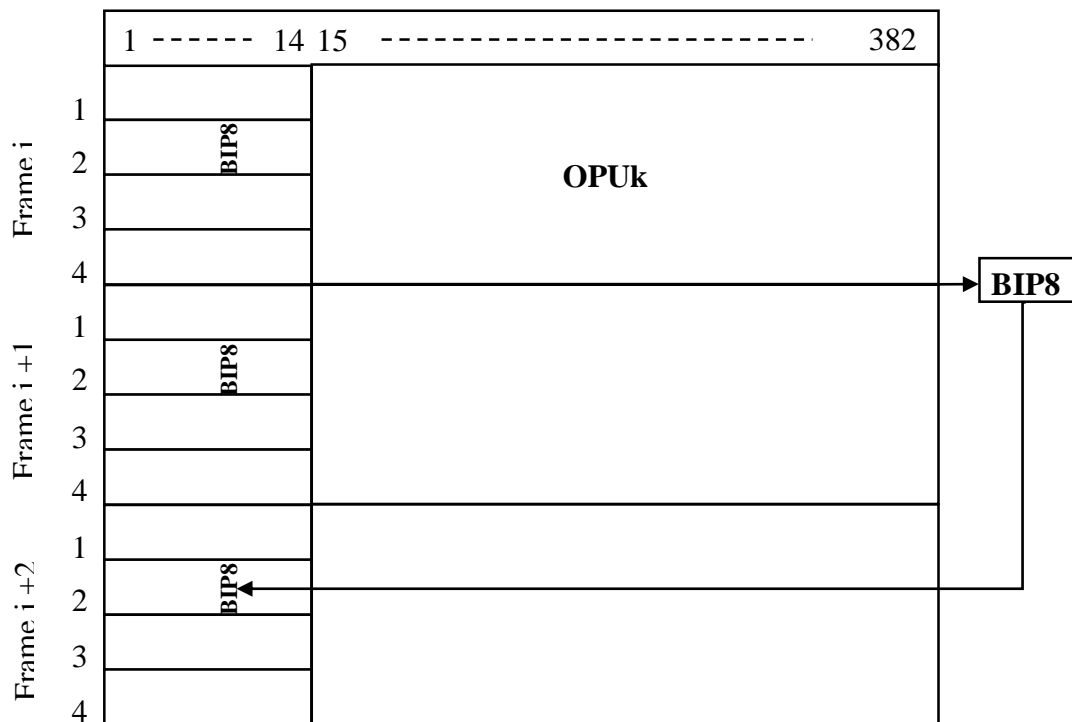 1 ------- 14 15 ------------------------------ 382
Frame i
1
2
3
4
BIP8
OPUk
BIP8
Frame i +1
1
2
3
4
BIP8
Frame i +2
1
2
3
4
BIP8